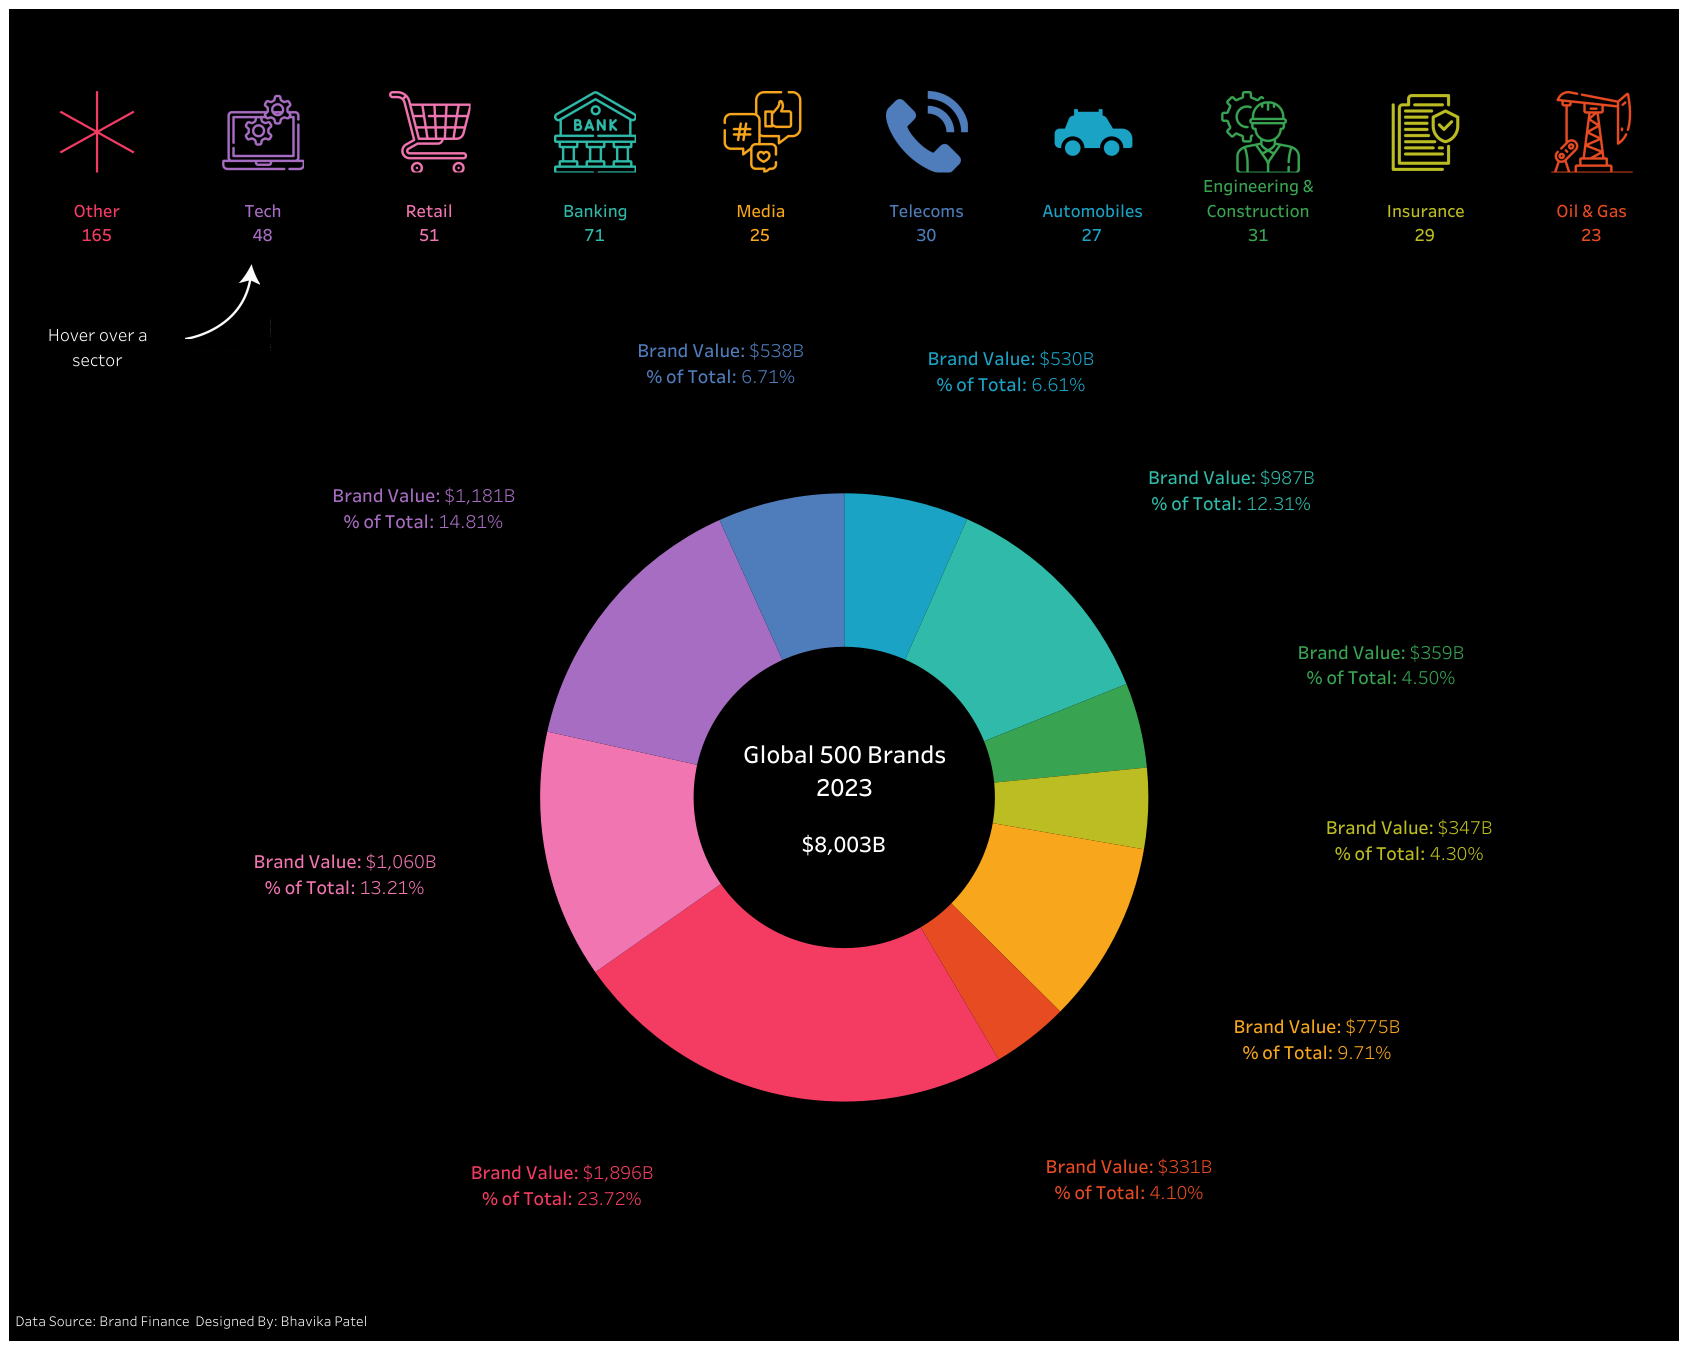 BANK
#
Engineering &
Other
Tech
Retail
Banking
Media
Telecoms
Automobiles
Construction
Insurance
Oil & Gas
165
48
51
71
25
30
27
31
29
23
Hover over a
sector
Brand Value: $538B
% of Total: 6.71%
Brand Value: $530B
% of Total: 6.61%
Brand Value: $987B
% of Total: 12.31%
Brand Value: $1,181B
% of Total: 14.81%
Brand Value: $359B
% of Total: 4.50%
Global 500 Brands
2023
$8,003B
Brand Value: $347B
% of Total: 4.30%
Brand Value: $1,060B
% of Total: 13.21%
Brand Value: $775B
% of Total: 9.71%
Brand Value: $1,896B
% of Total: 23.72%
Brand Value: $331B
% of Total: 4.10%
Data Source: Brand Finance  Designed By: Bhavika Patel